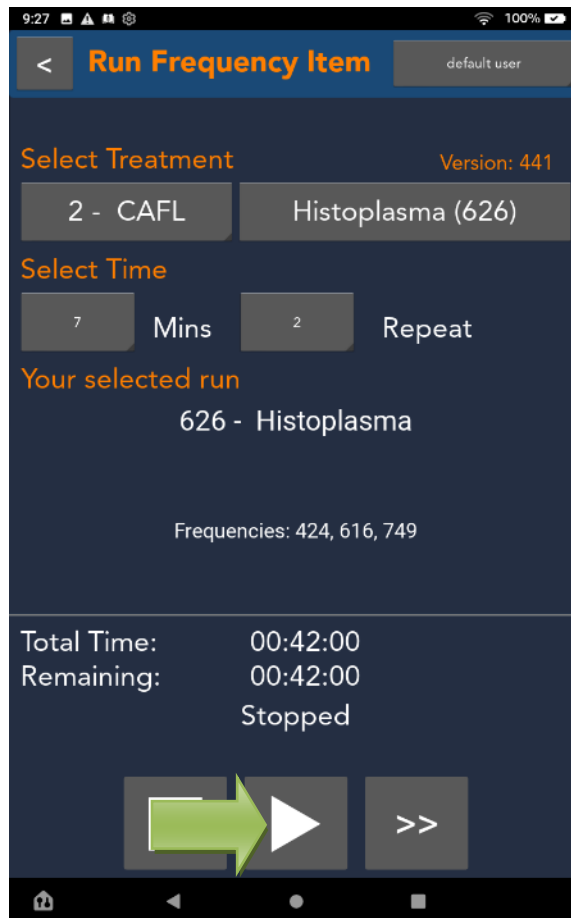 9:27 100%
< Run Frequency Item default user
Select Treatment Version: 441
2 - CAFL Histoplasma (626)
Select Time
7 Mins 2 Repeat
Your selected run
626 - Histoplasma
Frequencies: 424, 616, 749
Total Time: 00:42:00
Remaining: 00:42:00
Stopped
>>